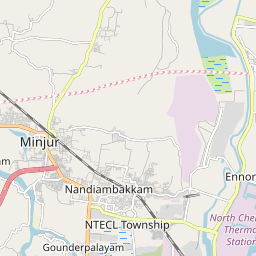 Minjur
am
Ennor
Nandiambakkam
North Che
Therma
Station
NTECL Township
Gounderpalayam